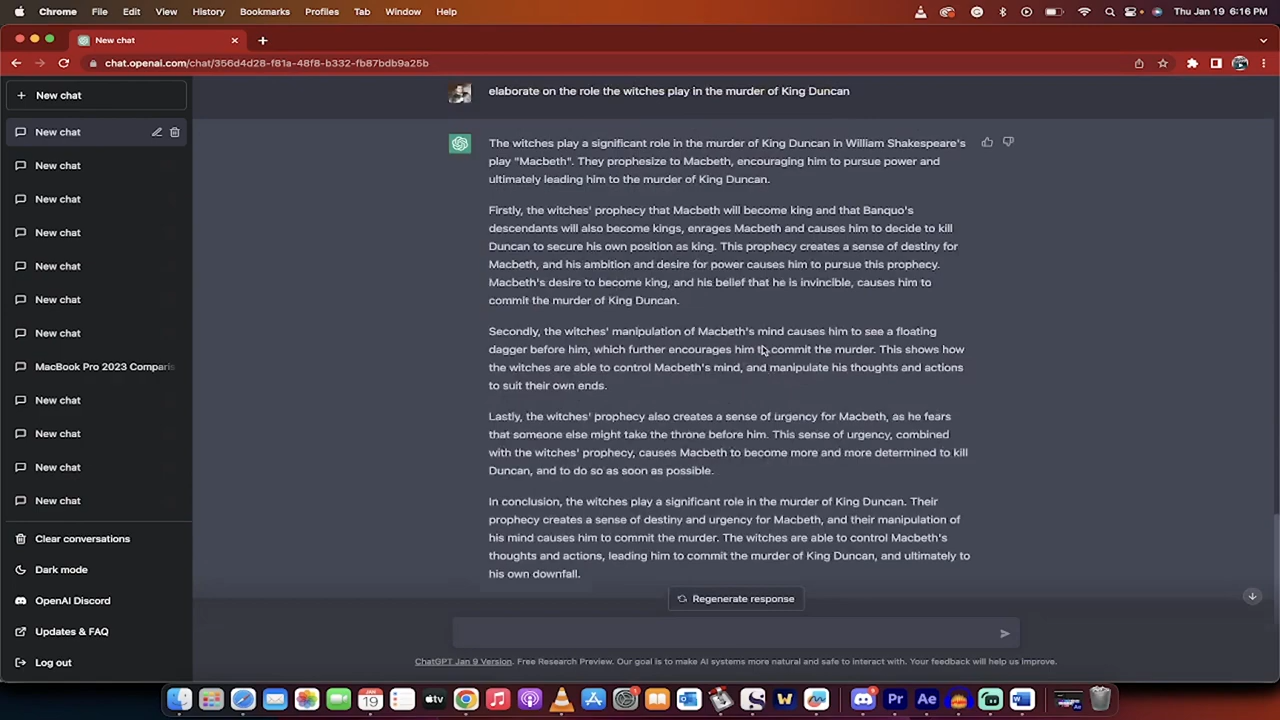 Chrome File Edit View History Bookmarks Profiles Tab Window Help Thu Jan 19 6:16 PM
New chat
chat.openai.com/chat/356d4d28-f81a-48f8-b332-fb87bdb9a25b
New chat
New chat
New chat
New chat
New chat
New chat
New chat
New chat
MacBook Pro 2023 Comparis
New chat
New chat
New chat
New chat
Clear conversations
Dark mode
OpenAI Discord
Updates & FAQ
Log out
elaborate on the role the witches play in the murder of King Duncan
The witches play a significant role in the murder of King Duncan in William Shakespeare's
play "Macbeth". They prophesize to Macbeth, encouraging him to pursue power and
ultimately leading him to the murder of King Duncan.
Firstly, the witches' prophecy that Macbeth will become king and that Banquo's
descendants will also become kings, enrages Macbeth and causes him to decide to kill
Duncan to secure his own position as king. This prophecy creates a sense of destiny for
Macbeth, and his ambition and desire for power causes him to pursue this prophecy.
Macbeth's desire to become king, and his belief that he is invincible, causes him to
commit the murder of King Duncan.
Secondly, the witches' manipulation of Macbeth's mind causes him to see a floating
dagger before him, which further encourages him to commit the murder. This shows how
the witches are able to control Macbeth's mind, and manipulate his thoughts and actions
to suit their own ends.
Lastly, the witches' prophecy also creates a sense of urgency for Macbeth, as he fears
that someone else might take the throne before him. This sense of urgency, combined
with the witches' prophecy, causes Macbeth to become more and more determined to kill
Duncan, and to do so as soon as possible.
In conclusion, the witches play a significant role in the murder of King Duncan. Their
prophecy creates a sense of destiny and urgency for Macbeth, and their manipulation of
his mind causes him to commit the murder. The witches are able to control Macbeth's
thoughts and actions, leading him to commit the murder of King Duncan, and ultimately to
his own downfall.
Regenerate response
ChatGPT Jan 9 Version. Free Research Preview. Our goal is to make AI systems more natural and safe to interact with. Your feedback will help us improve.
JAN
19
tv
W
Pr
Ae
W